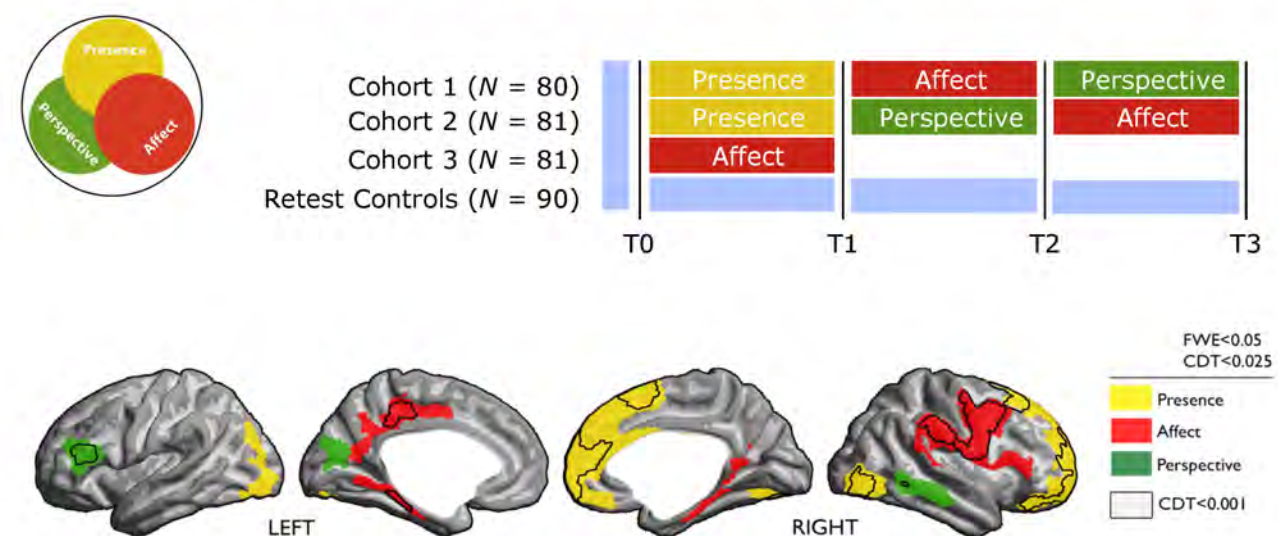 Presence
Perspective
Affect
Cohort 1 (N = 80)
Presence
Affect
Perspective
Cohort 2 (N = 81)
Presence
Perspective
Affect
Cohort 3 (N = 81)
Affect
Retest Controls (N = 90)
T0
T1
T2
T3
FWE<0.05
CDT<0.025
Presence
Affect
Perspective
CDT<0.001
LEFT
RIGHT